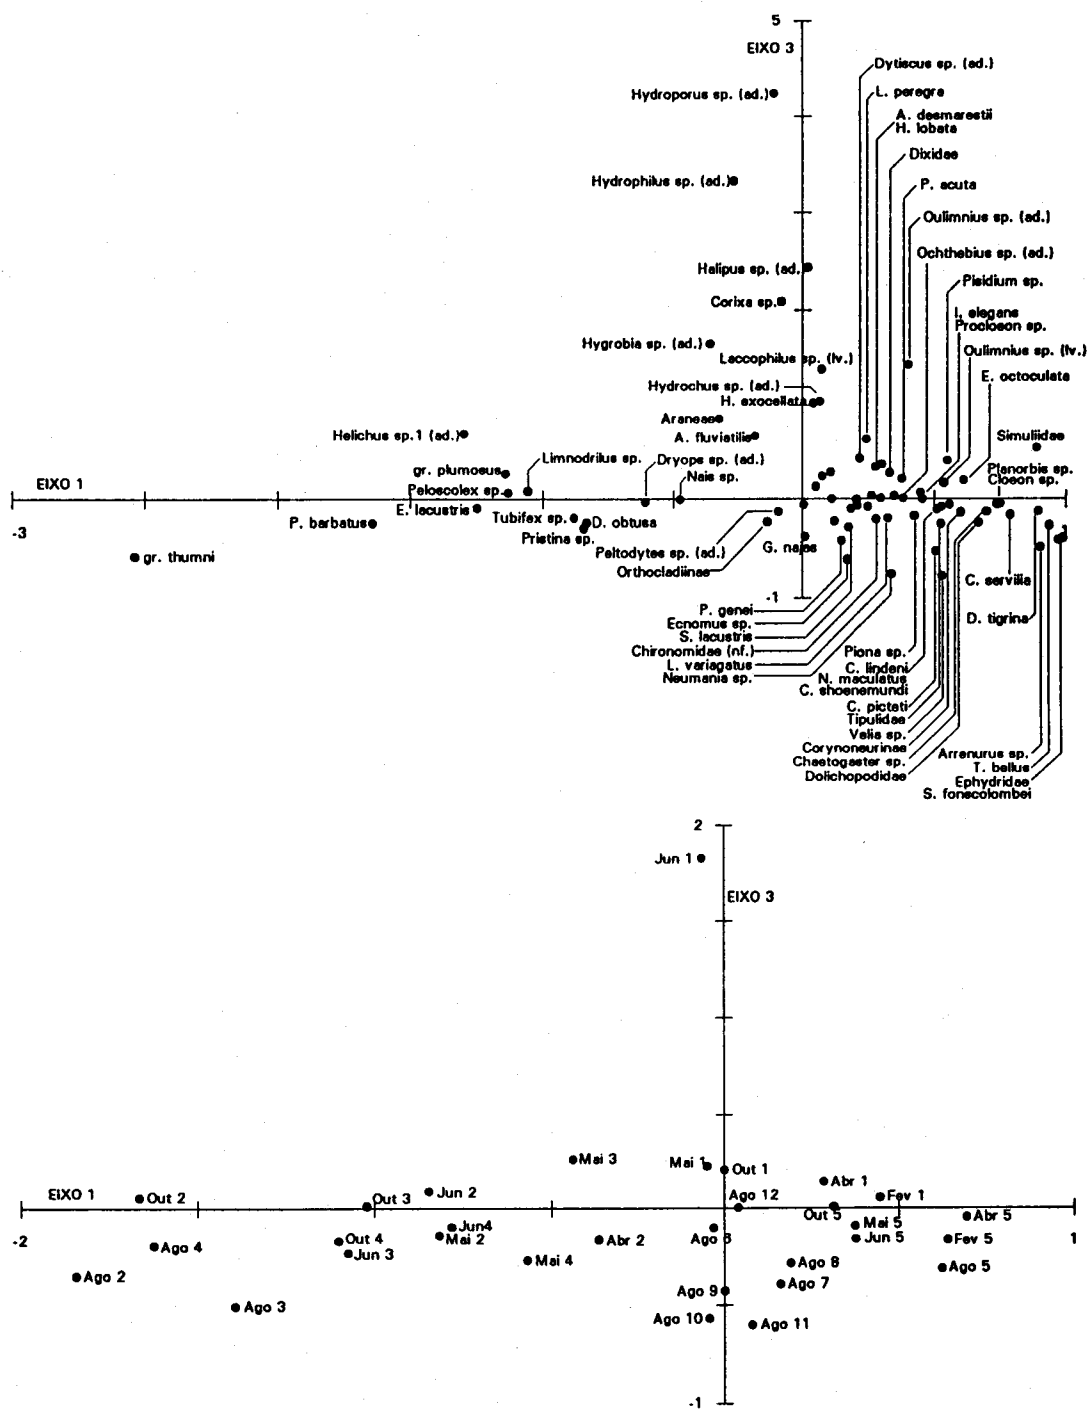 5
EIXO 3
Dytiscus sp. (ad.)
Hydroporus sp. (ad.)
L. peregra
A. desmarestii
H. lobata
Dixidae
Hydrophilus sp. (ad.)
P. acuta
Oulimnius sp. (ad.)
Ochthebius sp. (ad.)
Halipus sp. (ad.
Pisidium sp.
Corixa sp.
I. elegans
Procloeon sp.
Hygrobia sp. (ad.)
Laccophilus sp. (lv.)
Oulimnius sp. (lv.)
E. octoculata
Hydrochus sp. (ad.)
H. exocellata
Araneae
Helichus sp.1 (ad.)
A. fluviatilis
Simuliidae
Limnodrilus sp.
Dryops sp. (ad.)
gr. plumosus
Nais sp.
Planorbis sp.
Cloeon sp.
EIXO 1
Peloscolex sp.
E. lacustris
-3
P. barbatus
Tubifex sp.
D. obtusa
Pristina sp.
1
gr. thumni
Peltodytes sp. (ad.)
G. najas
Orthocladiinae
C. servilia
-1
P. genei
Ecnomus sp.
S. lacustris
Chironomidae (nf.)
L. variagatus
Neumania sp.
D. tigrina
Piona sp.
C. lindeni
N. maculatus
C. shoenemundi
C. picteti
Tipulidae
Velia sp.
Corynoneurinae
Chaetogaster sp.
Dolichopodidae
Arrenurus sp.
T. bellus
Ephydridae
S. fonscolombei
2
Jun 1
EIXO 3
Mai 3
Mai 1
Out 1
Abr 1
EIXO 1
Out 2
Out 3
Jun 2
Ago 12
Fev 1
-2
Out 5
Abr 5
Jun4
Mai 5
Ago 4
Out 4
Mai 2
Abr 2
Ago 3
Jun 5
Fev 5
1
Jun 3
Mai 4
Ago 8
Ago 5
Ago 2
Ago 7
Ago 9
Ago 3
Ago 10
Ago 11
-1